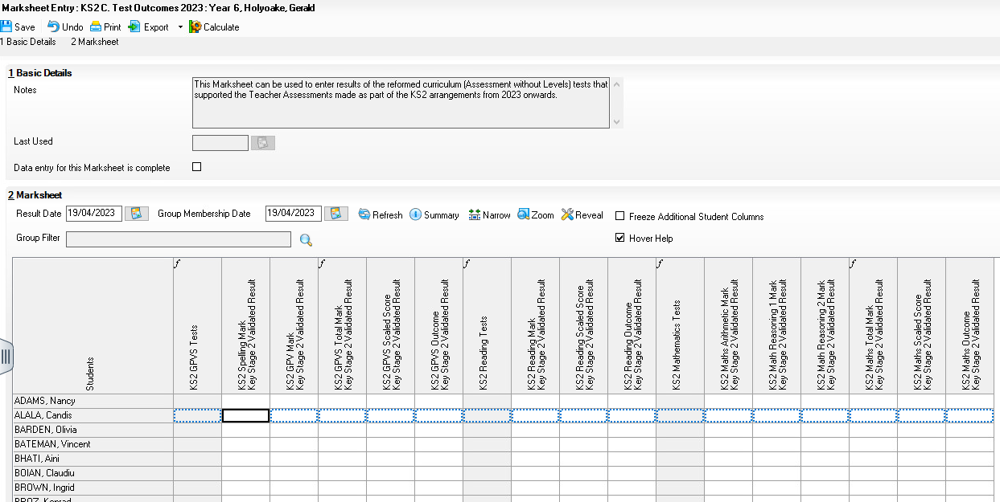 Marksheet Entry : KS2 C. Test Outcomes 2023 : Year 6, Holyoake, Gerald
Save Undo Print Export Calculate
1 Basic Details 2 Marksheet
1 Basic Details
Notes
This Marksheet can be used to enter results of the reformed curriculum (Assessment without Levels) tests that
supported the Teacher Assessments made as part of the KS2 arrangements from 2023 onwards.
Last Used
Data entry for this Marksheet is complete
2 Marksheet
Result Date 19/04/2023 Group Membership Date 19/04/2023 Refresh Summary Narrow Zoom Reveal Freeze Additional Student Columns
Group Filter Hover Help
f f f f f
Students
KS2 GPVS Tests
KS2 Spelling Mark
Key Stage 2 Validated Result
KS2 GPV Mark
Key Stage 2 Validated Result
KS2 GPVS Total Mark
Key Stage 2 Validated Result
KS2 GPVS Scaled Score
Key Stage 2 Validated Result
KS2 GPVS Outcome
Key Stage 2 Validated Result
KS2 Reading Tests
KS2 Reading Mark
Key Stage 2 Validated Result
KS2 Reading Scaled Score
Key Stage 2 Validated Result
KS2 Reading Outcome
Key Stage 2 Validated Result
KS2 Mathematics Tests
KS2 Maths Arithmetic Mark
Key Stage 2 Validated Result
KS2 Math Reasoning 1 Mark
Key Stage 2 Validated Result
KS2 Math Reasoning 2 Mark
Key Stage 2 Validated Result
KS2 Maths Total Mark
Key Stage 2 Validated Result
KS2 Maths Scaled Score
Key Stage 2 Validated Result
KS2 Maths Outcome
Key Stage 2 Validated Result
ADAMS, Nancy
ALALA, Candis
BARDEN, Olivia
BATEMAN, Vincent
BHATI, Aini
BOIAN, Claudiu
BROWN, Ingrid
BROZ, Konrad